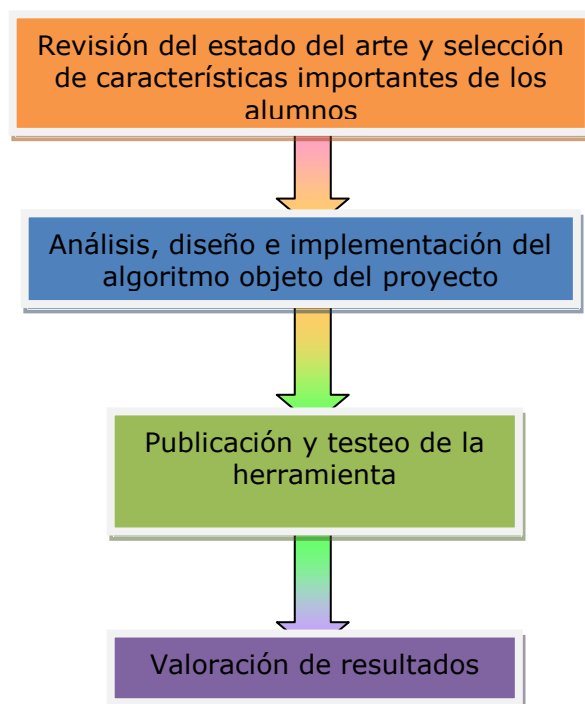 Revisión del estado del arte y selección
de características importantes de los
alumnos
Análisis, diseño e implementación del
algoritmo objeto del proyecto
Publicación y testeo de la
herramienta
Valoración de resultados